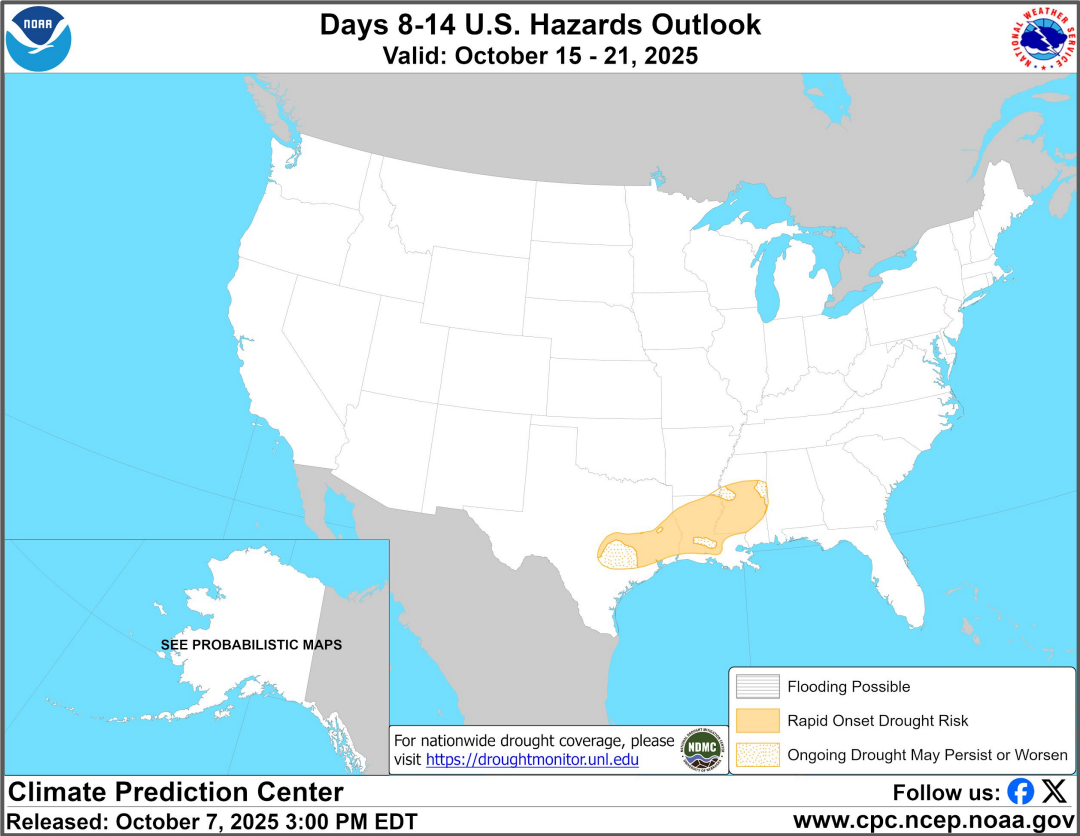 NOAA
Days 8-14 U.S. Hazards Outlook
Valid: October 15 - 21, 2025
NATIONAL WEATHER SERVICE
SEE PROBABILISTIC MAPS
Flooding Possible
Rapid Onset Drought Risk
Ongoing Drought May Persist or Worsen
For nationwide drought coverage, please
visit https://droughtmonitor.unl.edu
NDMC
Climate Prediction Center
Follow us:
Released: October 7, 2025 3:00 PM EDT
www.cpc.ncep.noaa.gov